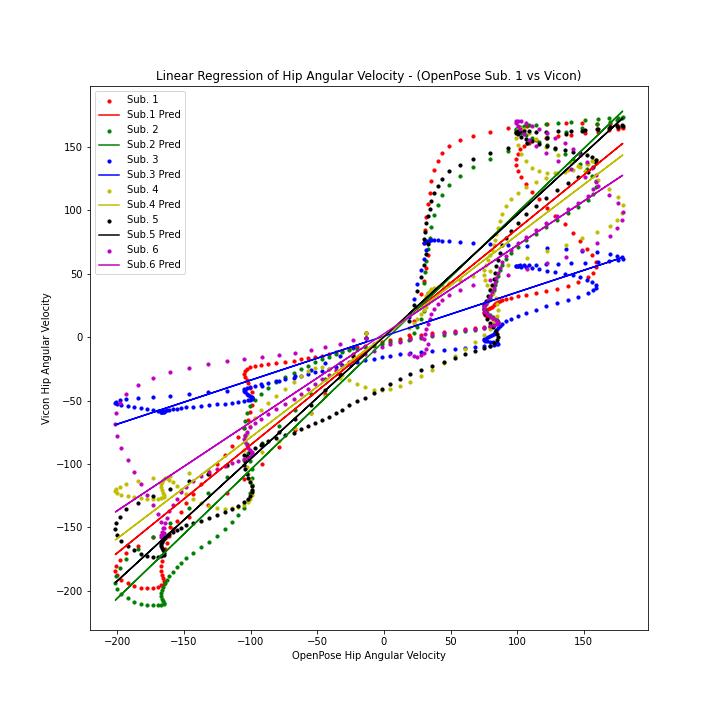 Linear Regression of Hip Angular Velocity - (OpenPose Sub. 1 vs Vicon)
Sub. 1
Sub.1 Pred
Sub. 2
Sub.2 Pred
Sub. 3
Sub.3 Pred
Sub. 4
Sub.4 Pred
Sub. 5
Sub.5 Pred
Sub. 6
Sub.6 Pred
Vicon Hip Angular Velocity
150
100
50
0
−50
−100
−150
−200
−200
−150
−100
−50
0
50
100
150
OpenPose Hip Angular Velocity